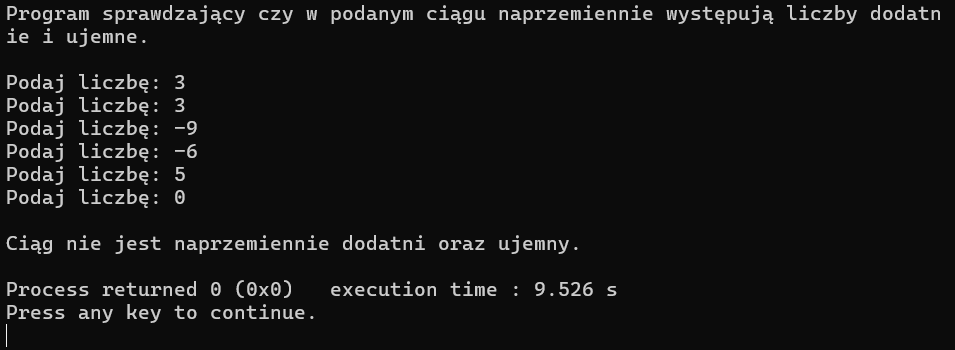 Program sprawdzający czy w podanym ciągu naprzemiennie występują liczby dodatn
ie i ujemne.
Podaj liczbę: 3
Podaj liczbę: 3
Podaj liczbę: -9
Podaj liczbę: -6
Podaj liczbę: 5
Podaj liczbę: 0
Ciąg nie jest naprzemiennie dodatni oraz ujemny.
Process returned 0 (0x0)   execution time : 9.526 s
Press any key to continue.